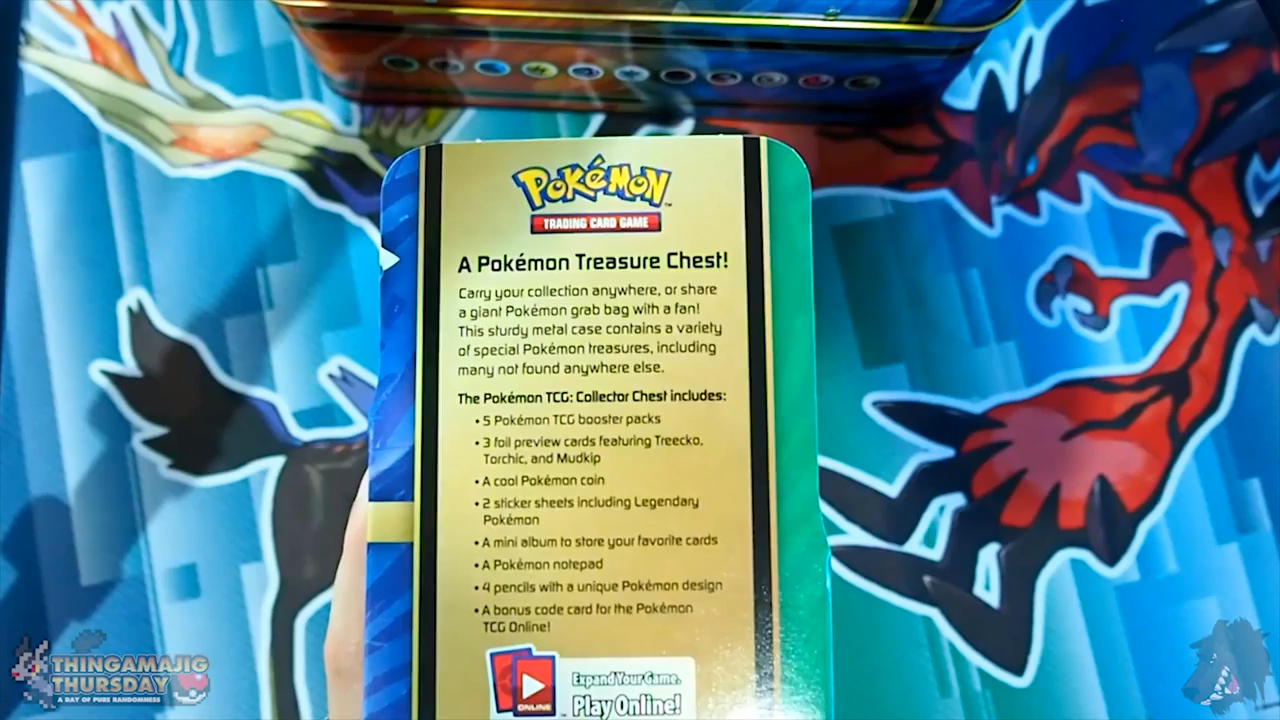 POKéMON
TRADING CARD GAME
A Pokémon Treasure Chest!
Carry your collection anywhere, or share
a giant Pokémon grab bag with a fan!
This sturdy metal case contains a variety
of special Pokémon treasures, including
many not found anywhere else.
The Pokémon TCG: Collector Chest includes:
• 5 Pokémon TCG booster packs
• 3 foil preview cards featuring Treecko,
Torchic, and Mudkip
• A cool Pokémon coin
• 2 sticker sheets including Legendary
Pokémon
• A mini album to store your favorite cards
• A Pokémon notepad
• 4 pencils with a unique Pokémon design
• A bonus code card for the Pokémon
TCG Online!
ONLINE
Expand Your Game.
Play Online!
THINGAMAJIG
THURSDAY
A DAY OF PURE RANDOMNESS